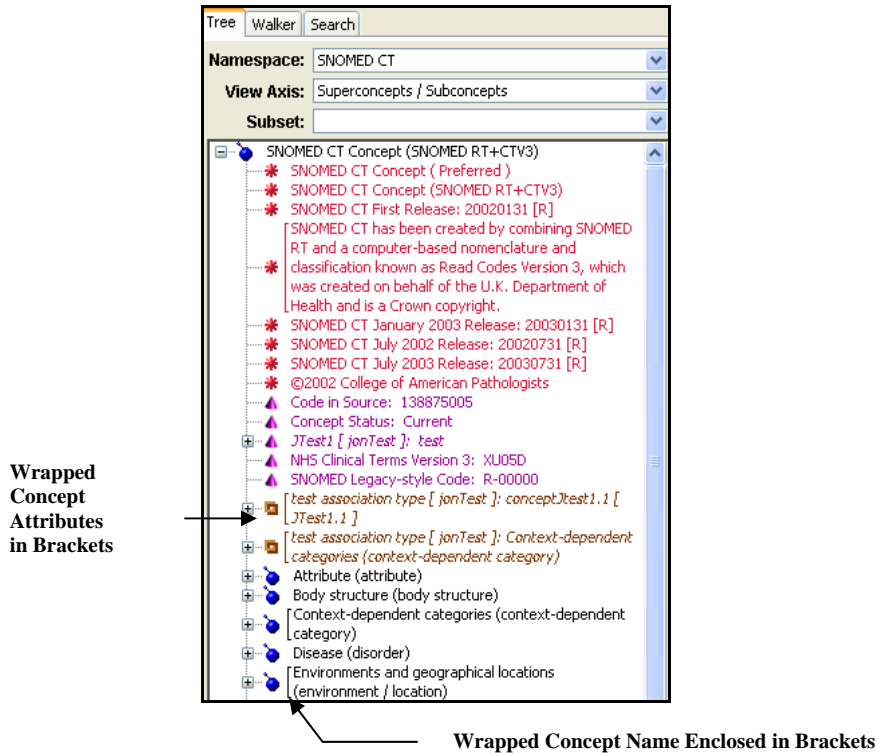 Tree Walker Search
Namespace: SNOMED CT
View Axis: Superconcepts / Subconcepts
Subset:
SNOMED CT Concept (SNOMED RT+CTV3)
SNOMED CT Concept ( Preferred )
SNOMED CT Concept (SNOMED RT+CTV3)
SNOMED CT First Release: 20020131 [R]
SNOMED CT has been created by combining SNOMED
RT and a computer-based nomenclature and
classification known as Read Codes Version 3, which
was created on behalf of the U.K. Department of
Health and is a Crown copyright.
SNOMED CT January 2003 Release: 20030131 [R]
SNOMED CT July 2002 Release: 20020731 [R]
SNOMED CT July 2003 Release: 20030731 [R]
©2002 College of American Pathologists
Code in Source: 138875005
Concept Status: Current
JTest1 [ jonTest ]: test
NHS Clinical Terms Version 3: XU05D
SNOMED Legacy-style Code: R-00000
test association type [ jonTest ]: conceptJtest1.1 [
JTest1.1 ]
test association type [ jonTest ]: Context-dependent
categories (context-dependent category)
Attribute (attribute)
Body structure (body structure)
Context-dependent categories (context-dependent
category)
Disease (disorder)
Environments and geographical locations
(environment / location)
Wrapped
Concept
Attributes
in Brackets
Wrapped Concept Name Enclosed in Brackets